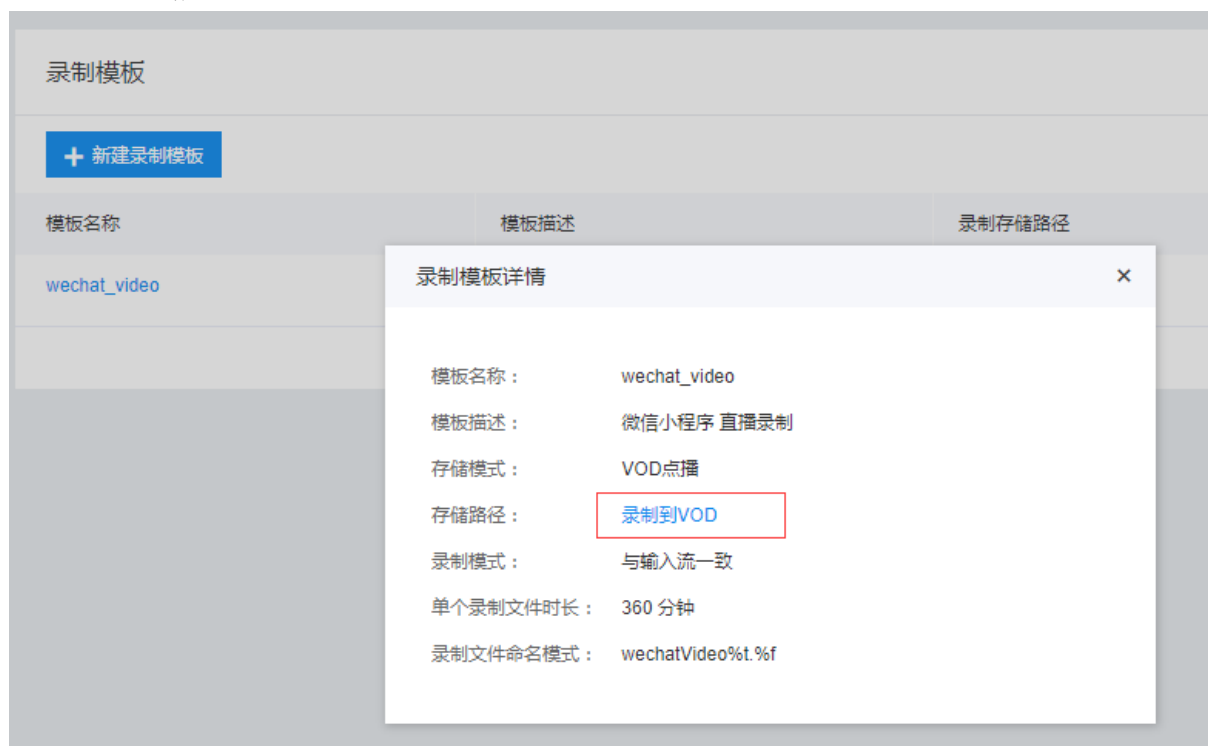 录制模板
+ 新建录制模板
模板名称 模板描述 录制存储路径
wechat_video
录制模板详情 ×
模板名称： wechat_video
模板描述： 微信小程序 直播录制
存储模式： VOD点播
存储路径： 录制到VOD
录制模式： 与输入流一致
单个录制文件时长： 360 分钟
录制文件命名模式： wechatVideo%t.%f